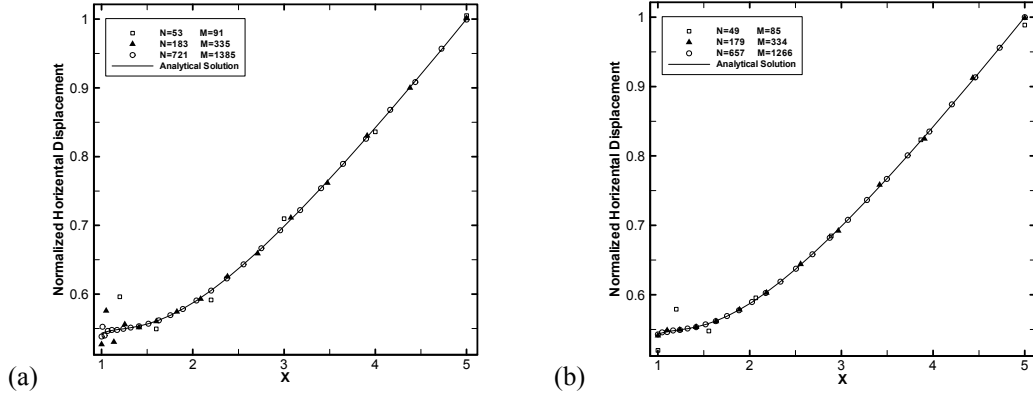 1
0.9
0.8
0.7
0.6
1
2
3
4
5
X
Normalized Horizental Displacement
N=53 M=91
N=183 M=335
N=721 M=1385
Analytical Solution
(a)
1
0.9
0.8
0.7
0.6
1
2
3
4
5
X
Normalized Horizontal Displacement
N=49 M=85
N=179 M=334
N=657 M=1266
Analytical Solution
(b)